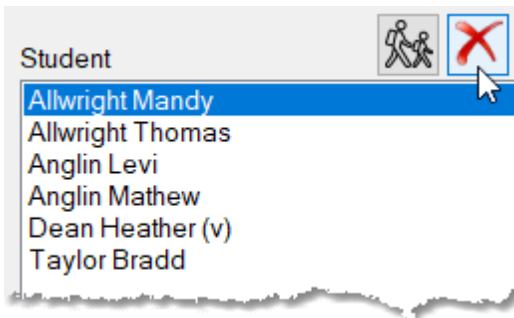 Student
Allwright Mandy
Allwright Thomas
Anglin Levi
Anglin Mathew
Dean Heather (v)
Taylor Bradd